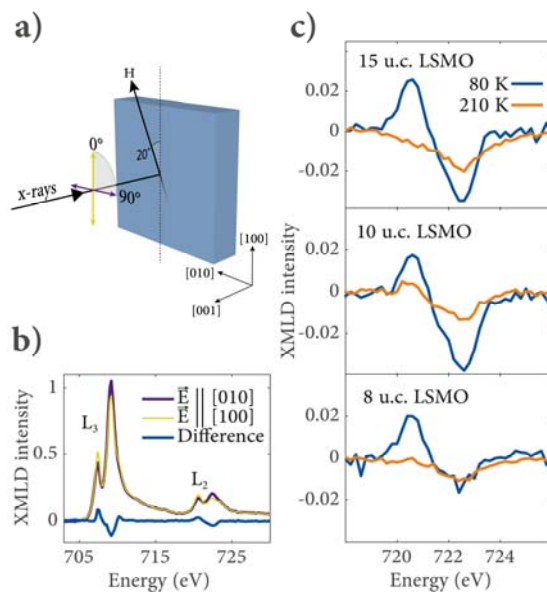 a)
H
20°
0°
x-rays
90°
[100]
[010]
[001]
b)
XMLD intensity
1
0.5
0
E⃗ || [010]
E⃗ || [100]
Difference
L₃
L₂
705
715
725
Energy (eV)
c)
XMLD intensity
15 u.c. LSMO
80 K
210 K
0.02
0
-0.02
10 u.c. LSMO
0.02
0
-0.02
8 u.c. LSMO
0.02
0
-0.02
720
722
724
Energy (eV)